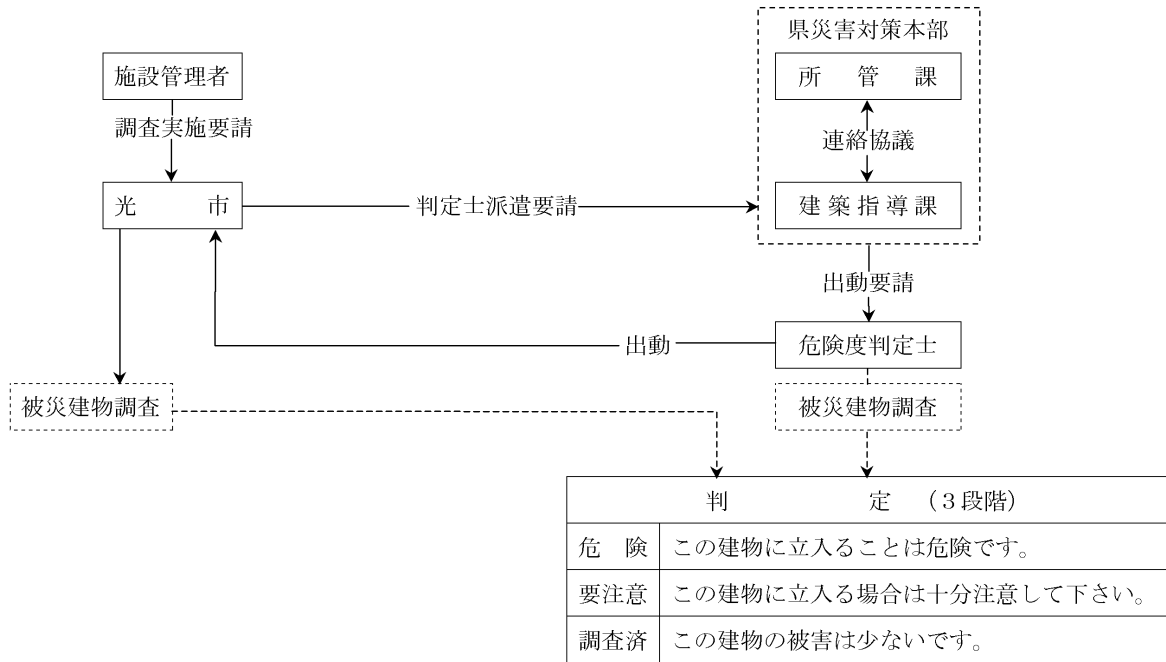 県災害対策本部
施設管理者
所　管　課
調査実施要請
連絡協議
光　　　市
判定士派遣要請
建築指導課
出動要請
出動
危険度判定士
被災建物調査
被災建物調査
判　　　　　定　（３段階）
危　険　この建物に立入ることは危険です。
要注意　この建物に立入る場合は十分注意して下さい。
調査済　この建物の被害は少ないです。